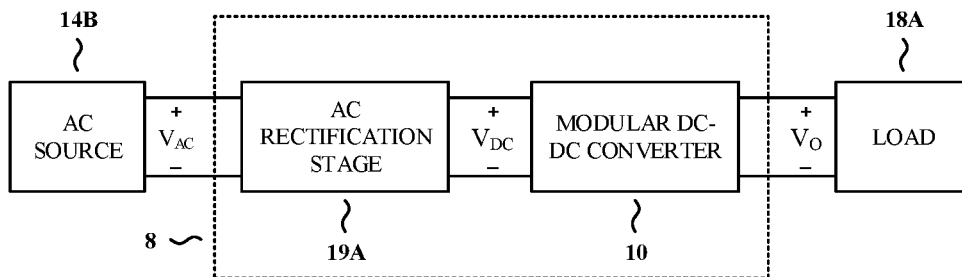 14B
18A
AC
SOURCE
+
VAC
−
AC
RECTIFICATION
STAGE
+
VDC
−
MODULAR DC-
DC CONVERTER
+
VO
−
LOAD
8
19A
10